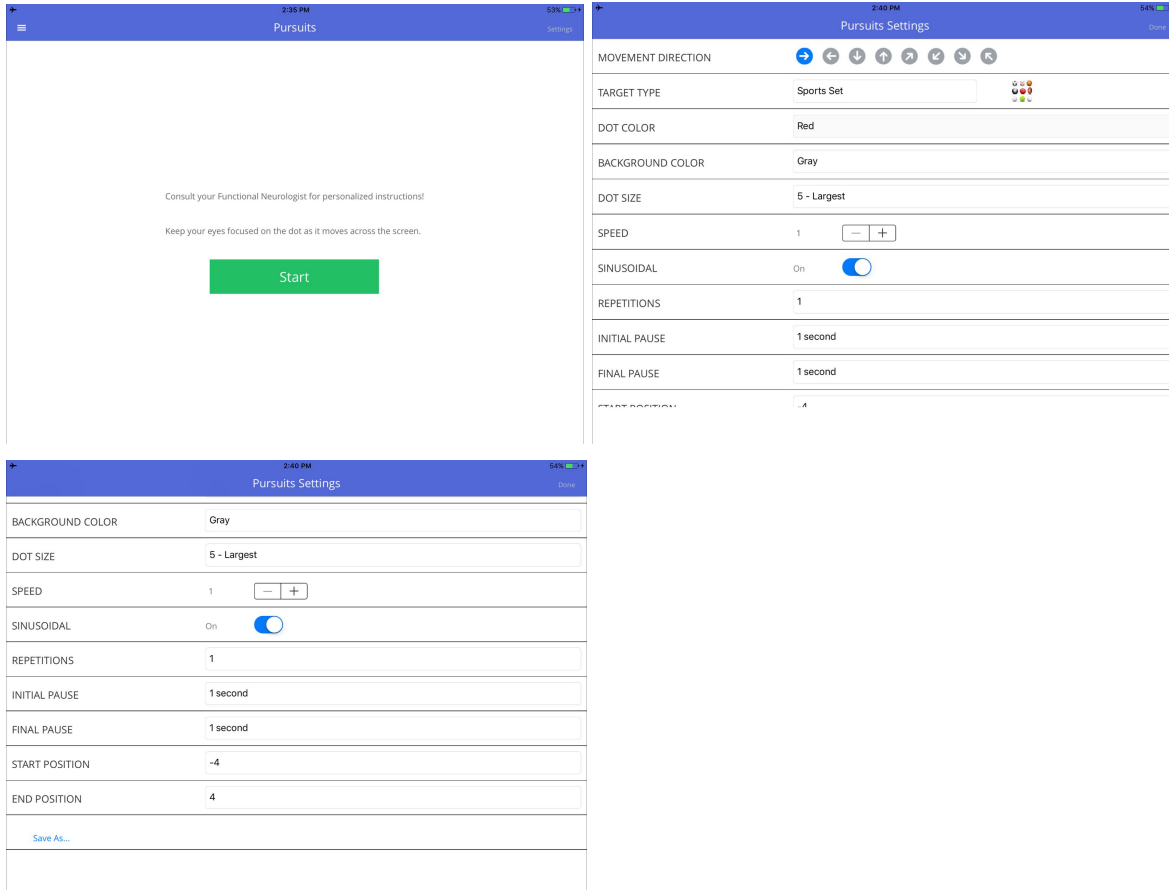 2:35 PM
53%
Pursuits
Settings
Consult your Functional Neurologist for personalized instructions!
Keep your eyes focused on the dot as it moves across the screen.
Start
2:40 PM
54%
Pursuits Settings
Done
MOVEMENT DIRECTION
TARGET TYPE Sports Set
DOT COLOR Red
BACKGROUND COLOR Gray
DOT SIZE 5 - Largest
SPEED 1 — +
SINUSOIDAL On
REPETITIONS 1
INITIAL PAUSE 1 second
FINAL PAUSE 1 second
START POSITION -4
2:40 PM
54%
Pursuits Settings
Done
BACKGROUND COLOR Gray
DOT SIZE 5 - Largest
SPEED 1 — +
SINUSOIDAL On
REPETITIONS 1
INITIAL PAUSE 1 second
FINAL PAUSE 1 second
START POSITION -4
END POSITION 4
Save As...